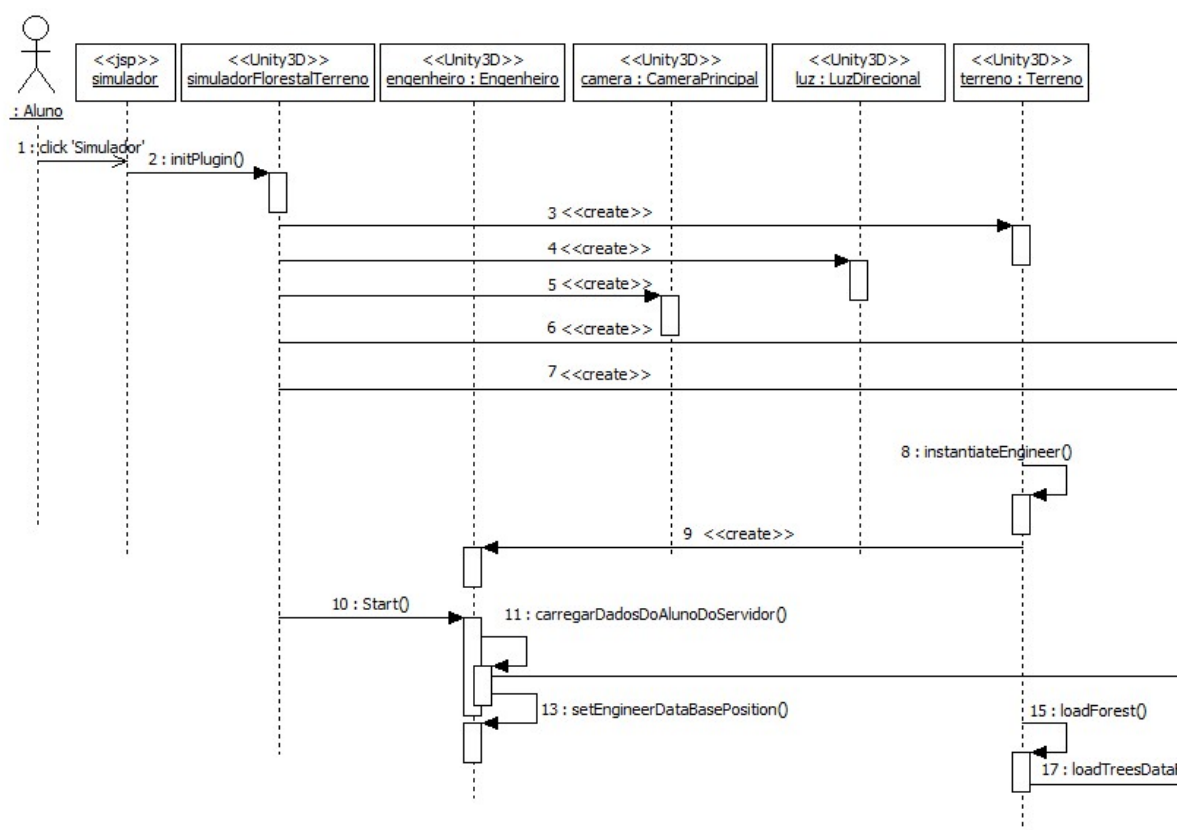 <<jsp>>
simulador
<<Unity3D>>
simuladorFlorestalTerreno
<<Unity3D>>
engenheiro : Engenheiro
<<Unity3D>>
camera : CameraPrincipal
<<Unity3D>>
luz : LuzDirecional
<<Unity3D>>
terreno : Terreno
: Aluno
1 : click 'Simulador'
2 : initPlugin()
3 <<create>>
4 <<create>>
5 <<create>>
6 <<create>>
7 <<create>>
8 : instantiateEngineer()
9 <<create>>
10 : Start()
11 : carregarDadosDoAlunoDoServidor()
13 : setEngineerDataBasePosition()
15 : loadForest()
17 :